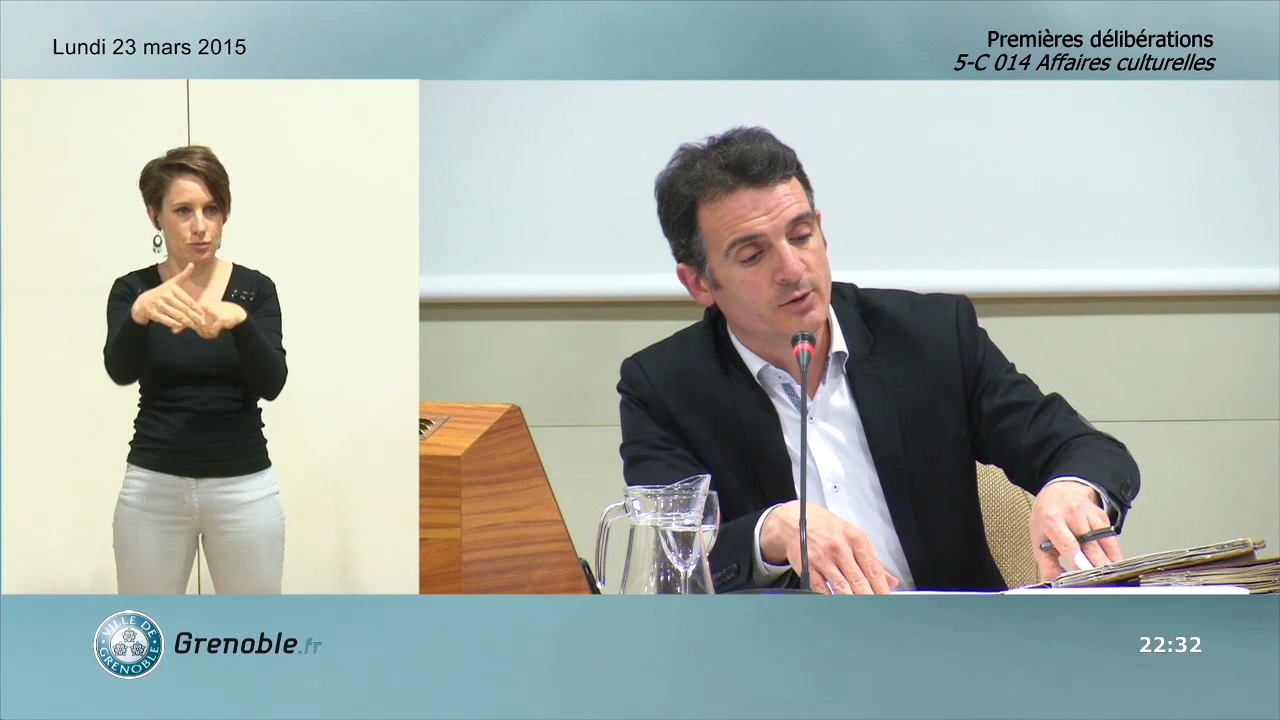 Lundi 23 mars 2015
Premières délibérations
5-C 014 Affaires culturelles
VILLE DE
GRENOBLE
Grenoble.fr
22:32